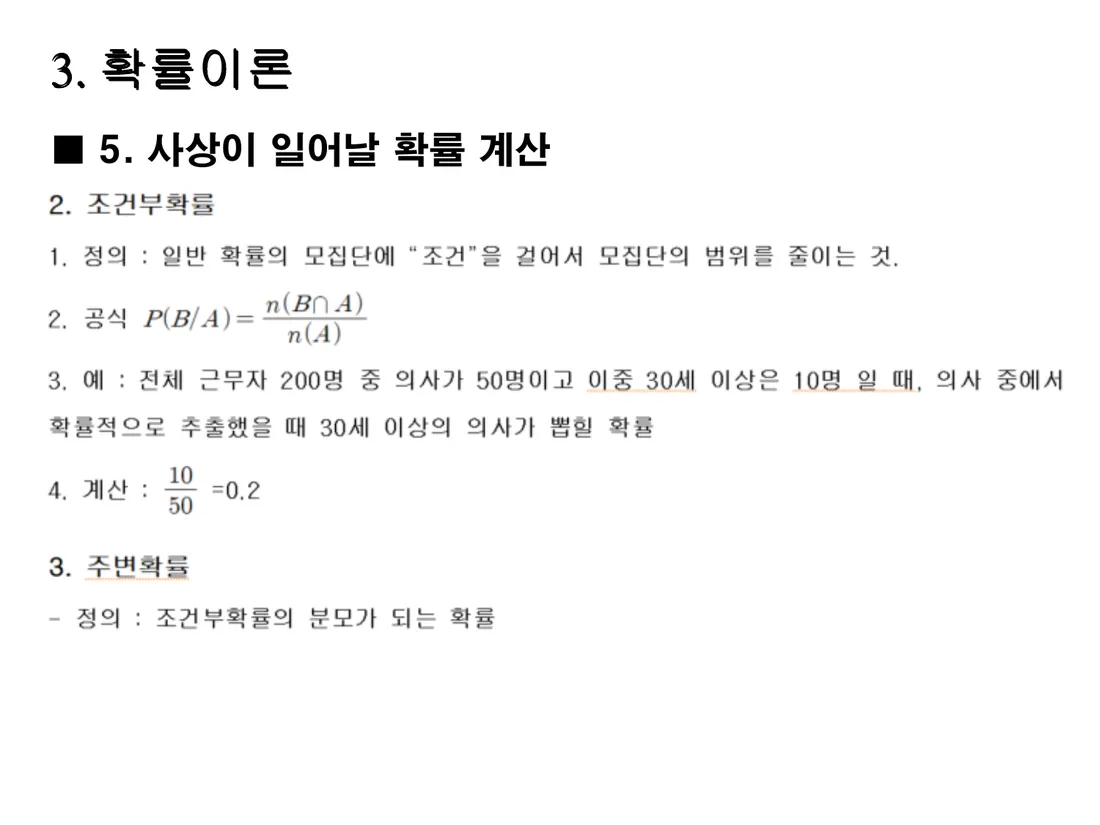 3. 확률이론
■ 5. 사상이 일어날 확률 계산
2. 조건부확률
1. 정의 : 일반 확률의 모집단에 “조건”을 걸어서 모집단의 범위를 줄이는 것.
2. 공식 P(B/A)= n(B∩A) / n(A)
3. 예 : 전체 근무자 200명 중 의사가 50명이고 이중 30세 이상은 10명 일 때, 의사 중에서
확률적으로 추출했을 때 30세 이상의 의사가 뽑힐 확률
4. 계산 : 10/50 =0.2
3. 주변확률
- 정의 : 조건부확률의 분모가 되는 확률